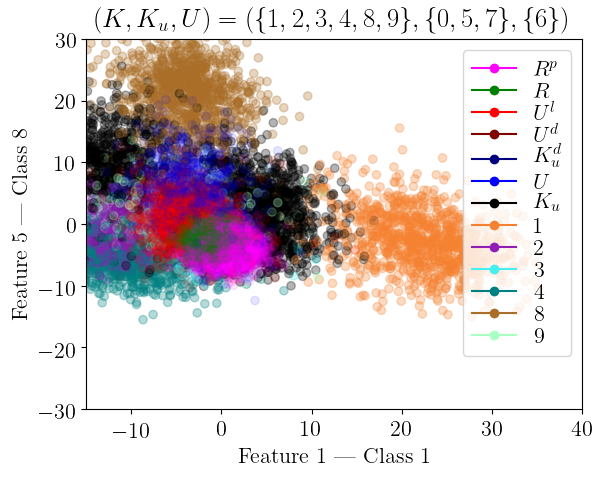 (K, K_u, U) = ({1, 2, 3, 4, 8, 9}, {0, 5, 7}, {6})
Feature 5 — Class 8
30
20
10
0
−10
−20
−30
−10
0
10
20
30
40
Feature 1 — Class 1
R^p
R
U^l
U^d
K_u^d
U
K_u
1
2
3
4
8
9